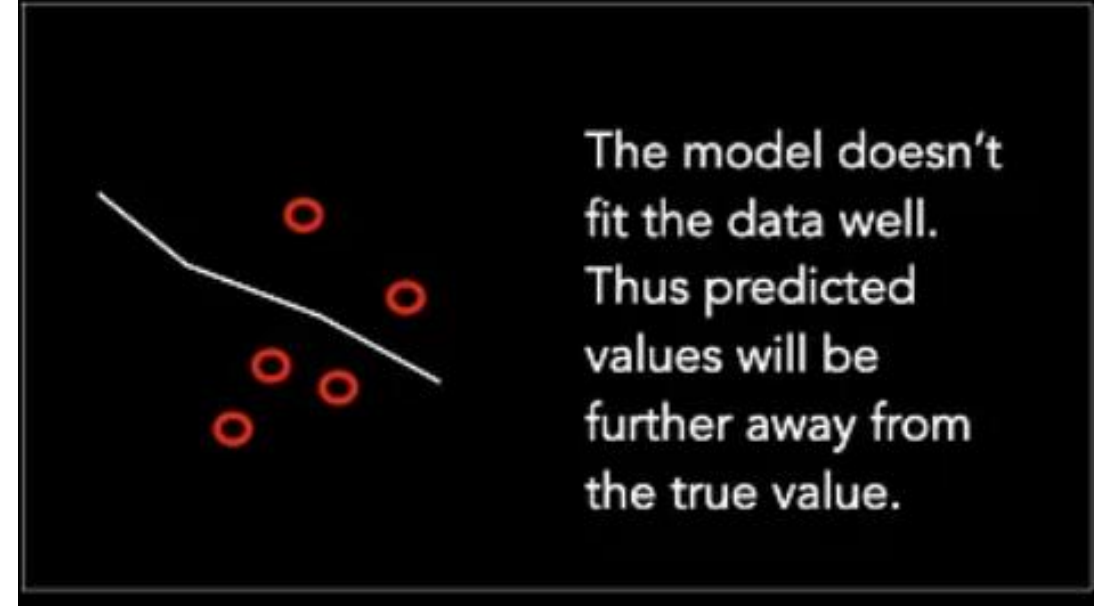 The model doesn't
fit the data well.
Thus predicted
values will be
further away from
the true value.